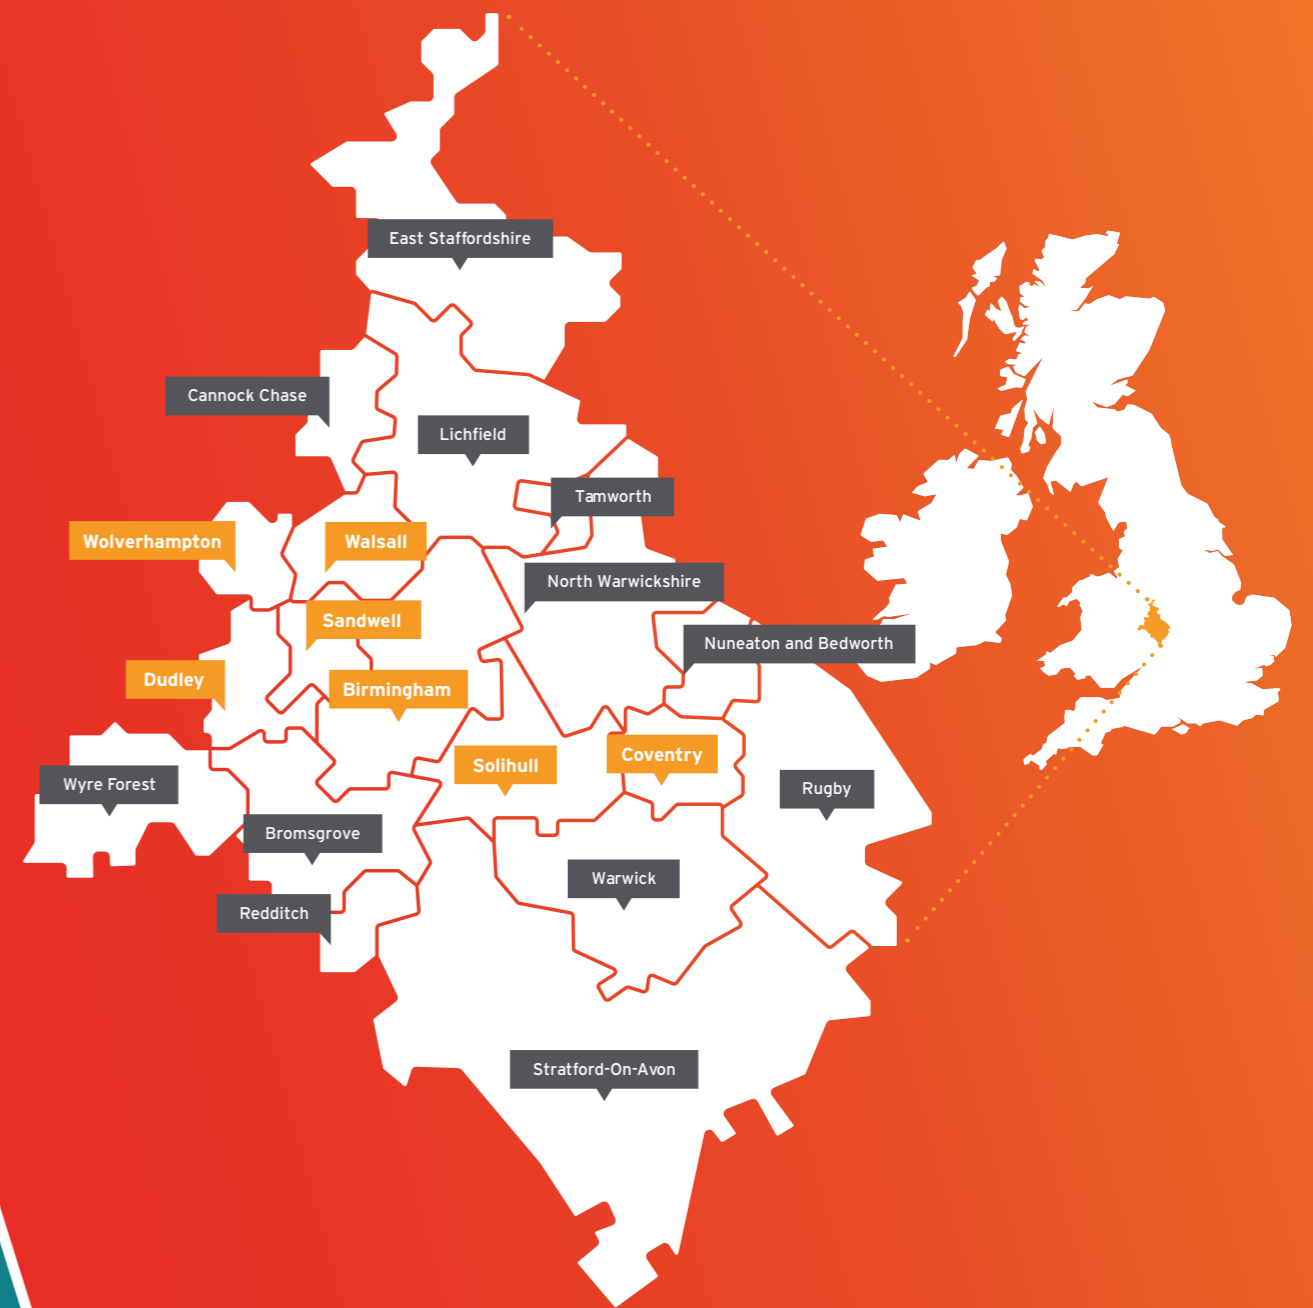 East Staffordshire
Cannock Chase
Lichfield
Tamworth
Wolverhampton
Walsall
North Warwickshire
Sandwell
Nuneaton and Bedworth
Dudley
Birmingham
Coventry
Solihull
Wyre Forest
Rugby
Bromsgrove
Warwick
Redditch
Stratford-On-Avon